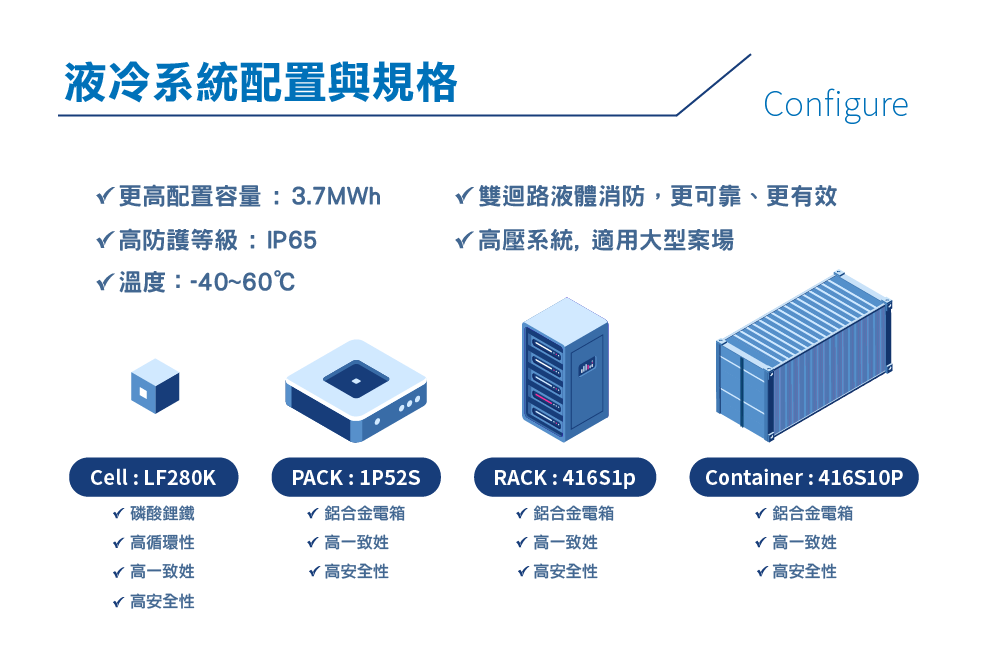 液冷系統配置與規格
Configure
更高配置容量：3.7MWh
雙迴路液體消防，更可靠、更有效
高防護等級：IP65
高壓系統, 適用大型案場
溫度：-40~60℃
Cell : LF280K
PACK : 1P52S
RACK : 416S1p
Container : 416S10P
磷酸鋰鐵
高循環性
高一致姓
高安全性
鋁合金電箱
高一致姓
高安全性
鋁合金電箱
高一致姓
高安全性
鋁合金電箱
高一致姓
高安全性